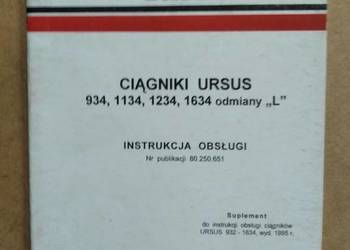 CIĄGNIKI URSUS
934, 1134, 1234, 1634 odmiany „L”
INSTRUKCJA OBSŁUGI
Nr publikacji 80.250.651
Suplement
do instrukcji obsługi ciągników
URSUS 932 - 1634, wyd. 1995 r.